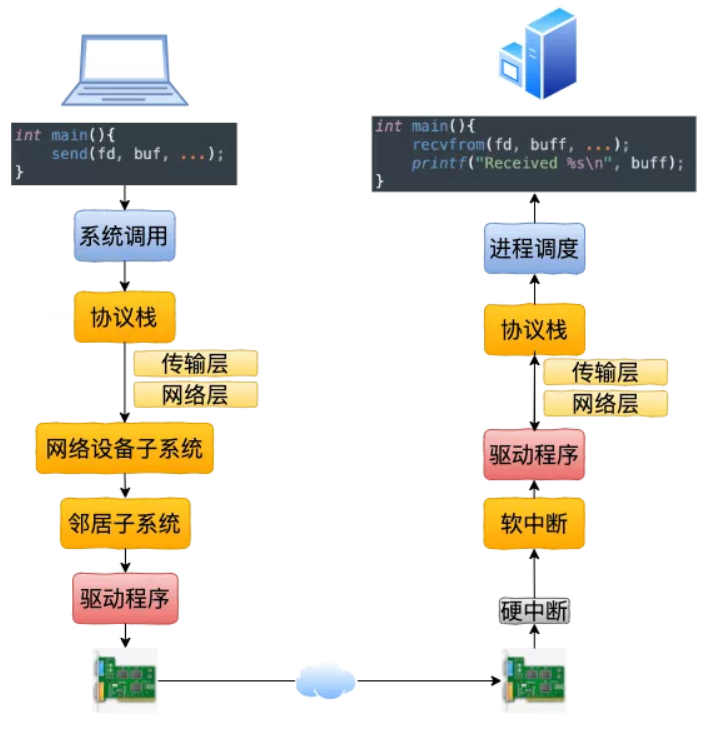 int main(){
send(fd, buf, ...);
}
系统调用
协议栈
传输层
网络层
网络设备子系统
邻居子系统
驱动程序
int main(){
recvfrom(fd, buff, ...);
printf("Received %s\n", buff);
}
进程调度
协议栈
传输层
网络层
驱动程序
软中断
硬中断